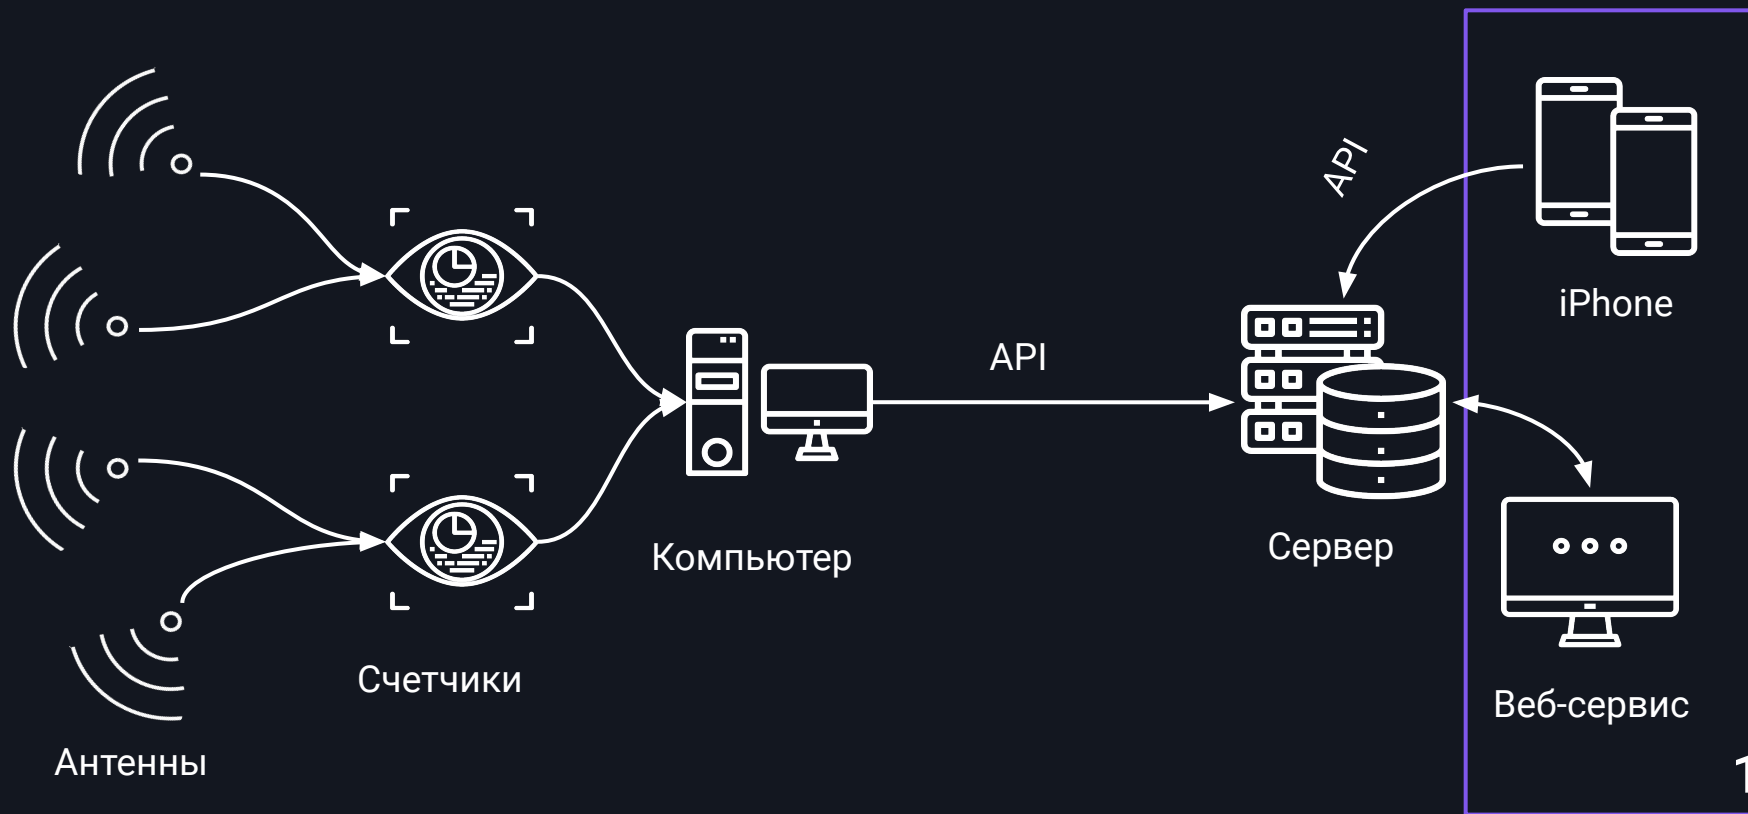 API
iPhone
API
Компьютер
Сервер
Счетчики
Веб-сервис
Антенны